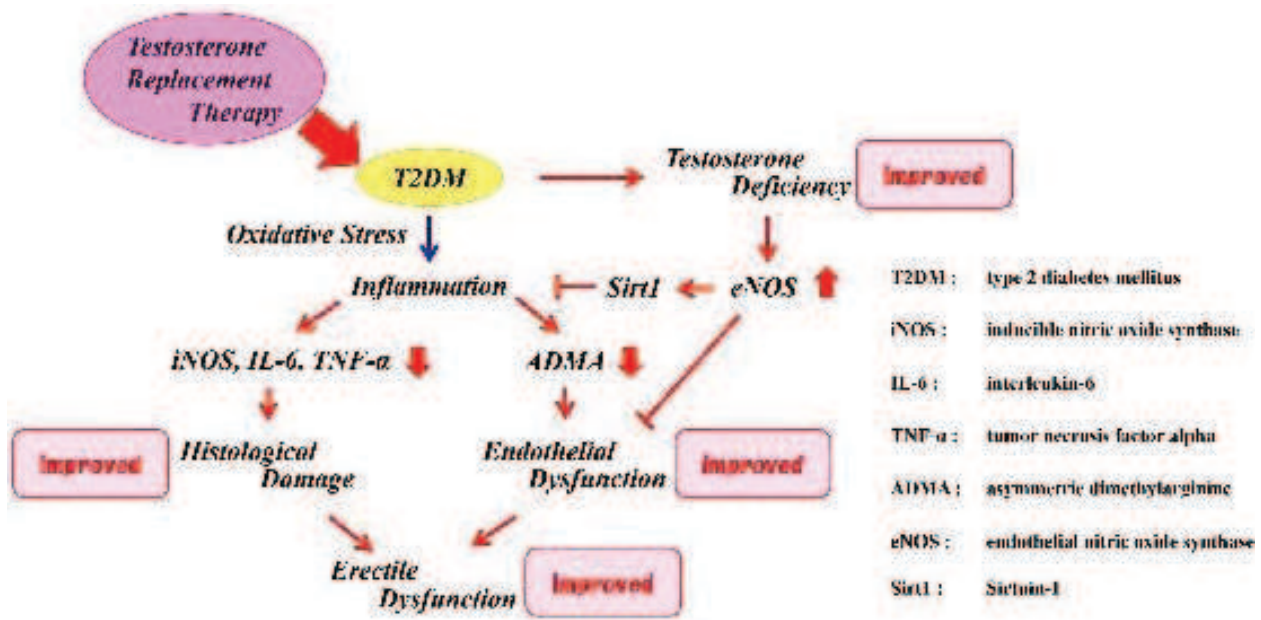 Testosterone
Replacement
Therapy
T2DM
Testosterone
Deficiency
Improved
Oxidative Stress
Inflammation
Sirt1
eNOS
iNOS, IL-6, TNF-α
ADMA
Improved
Histological
Damage
Endothelial
Dysfunction
Improved
Erectile
Dysfunction
Improved
T2DM : type 2 diabetes mellitus
iNOS : inducible nitric oxide synthase
IL-6 : interleukin-6
TNF-α : tumor necrosis factor alpha
ADMA : asymmetric dimethylarginine
eNOS : endothelial nitric oxide synthase
Sirt1 : Sirtuin-1